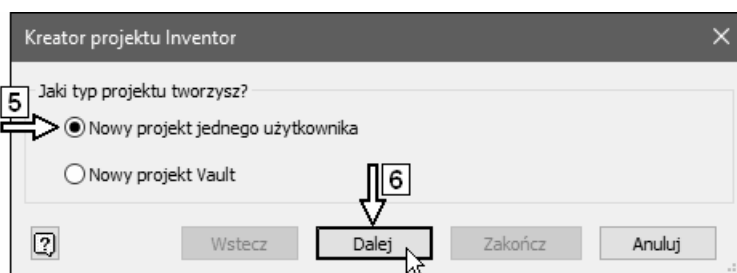 Kreator projektu Inventor
Jaki typ projektu tworzysz?
5
Nowy projekt jednego użytkownika
Nowy projekt Vault
6
Wstecz Dalej Zakończ Anuluj